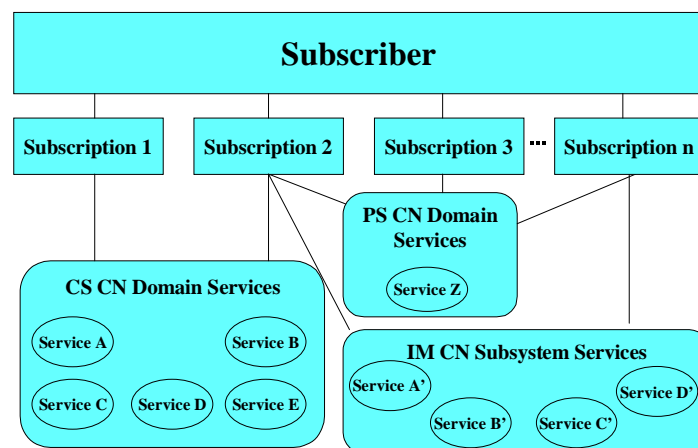 Subscriber
Subscription 1
Subscription 2
Subscription 3
...
Subscription n
PS CN Domain
Services
Service Z
CS CN Domain Services
Service A
Service B
Service C
Service D
Service E
IM CN Subsystem Services
Service A’
Service B’
Service C’
Service D’